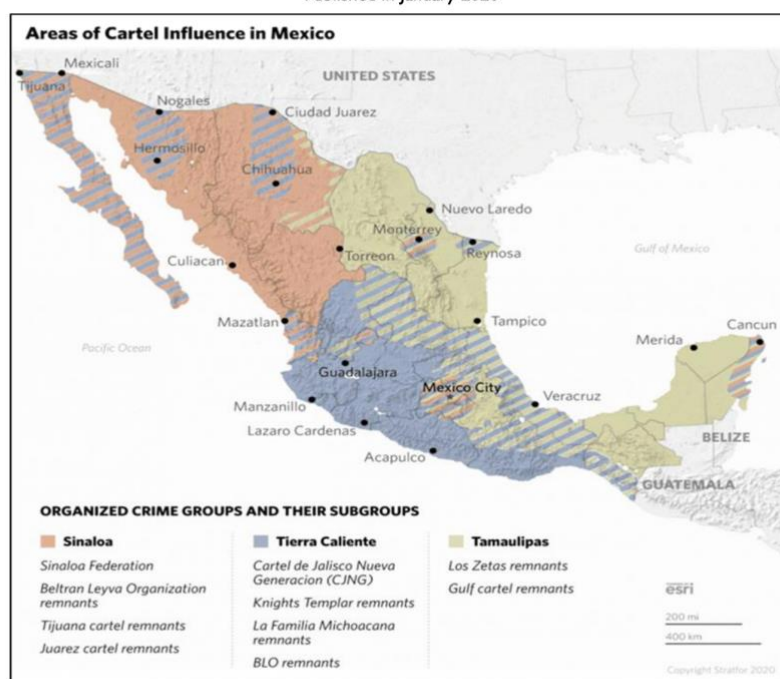 Published in January 2020
Areas of Cartel Influence in Mexico
Mexicali
Tijuana
UNITED STATES
Nogales
Ciudad Juarez
Hermosillo
Chihuahua
Nuevo Laredo
Monterrey
Reynosa
Gulf of Mexico
Culiacan
Torreon
Mazatlan
Tampico
Cancun
Merida
Pacific Ocean
Guadalajara
Mexico City
Veracruz
Manzanillo
Lazaro Cardenas
BELIZE
Acapulco
GUATEMALA
ORGANIZED CRIME GROUPS AND THEIR SUBGROUPS
Sinaloa
Sinaloa Federation
Beltran Leyva Organization
remnants
Tijuana cartel remnants
Juarez cartel remnants
Tierra Caliente
Cartel de Jalisco Nueva
Generacion (CJNG)
Knights Templar remnants
La Familia Michoacana
remnants
BLO remnants
Tamaulipas
Los Zetas remnants
Gulf cartel remnants
esri
200 mi
400 km
Copyright Stratfor 2020